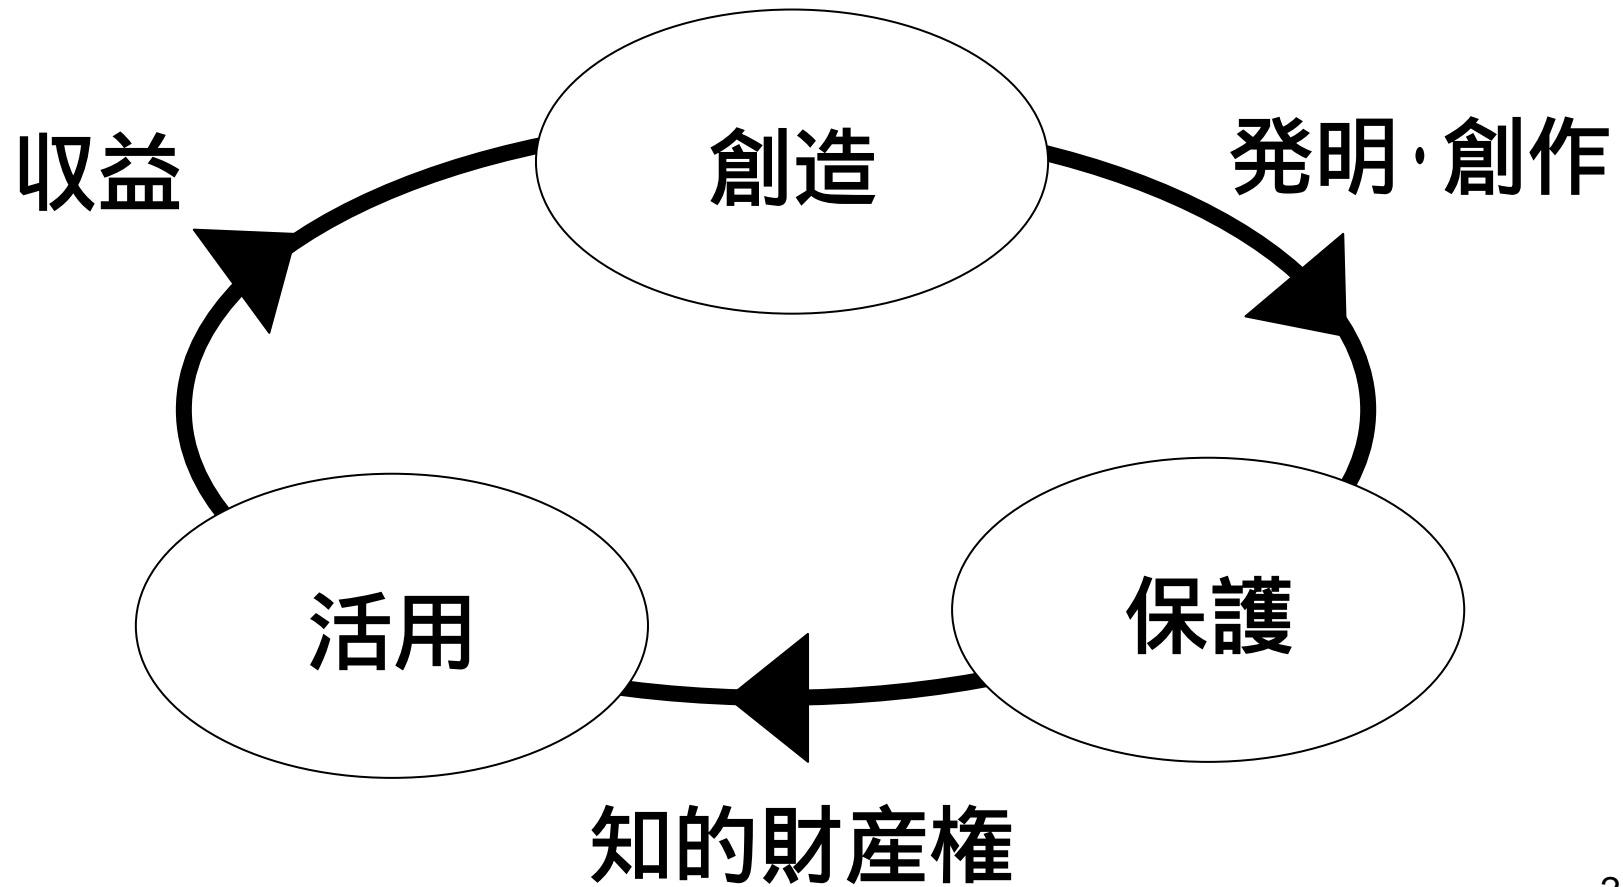 創造
発明・創作
収益
保護
活用
知的財産権